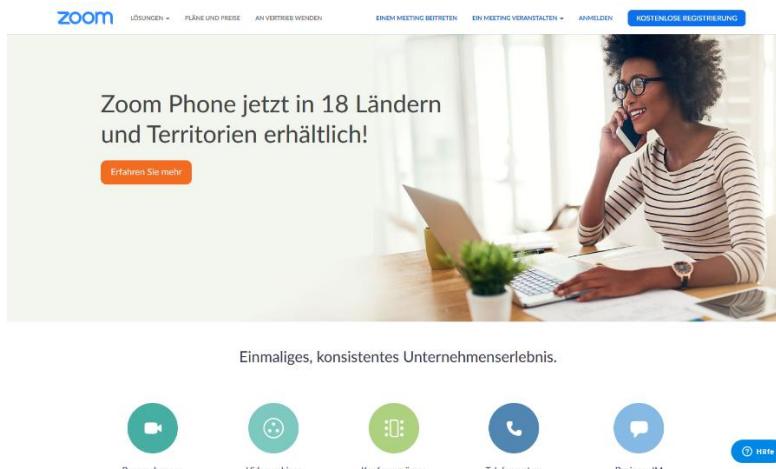 zoom LÖSUNGEN PLÄNE UND PREISE AN VERTRIEB WENDEN EINEM MEETING BEITRETEN EIN MEETING VERANSTALTEN ANMELDEN KOSTENLOSE REGISTRIERUNG
Zoom Phone jetzt in 18 Ländern
und Territorien erhältlich!
Erfahren Sie mehr
Einmaliges, konsistentes Unternehmenserlebnis.
Hilfe